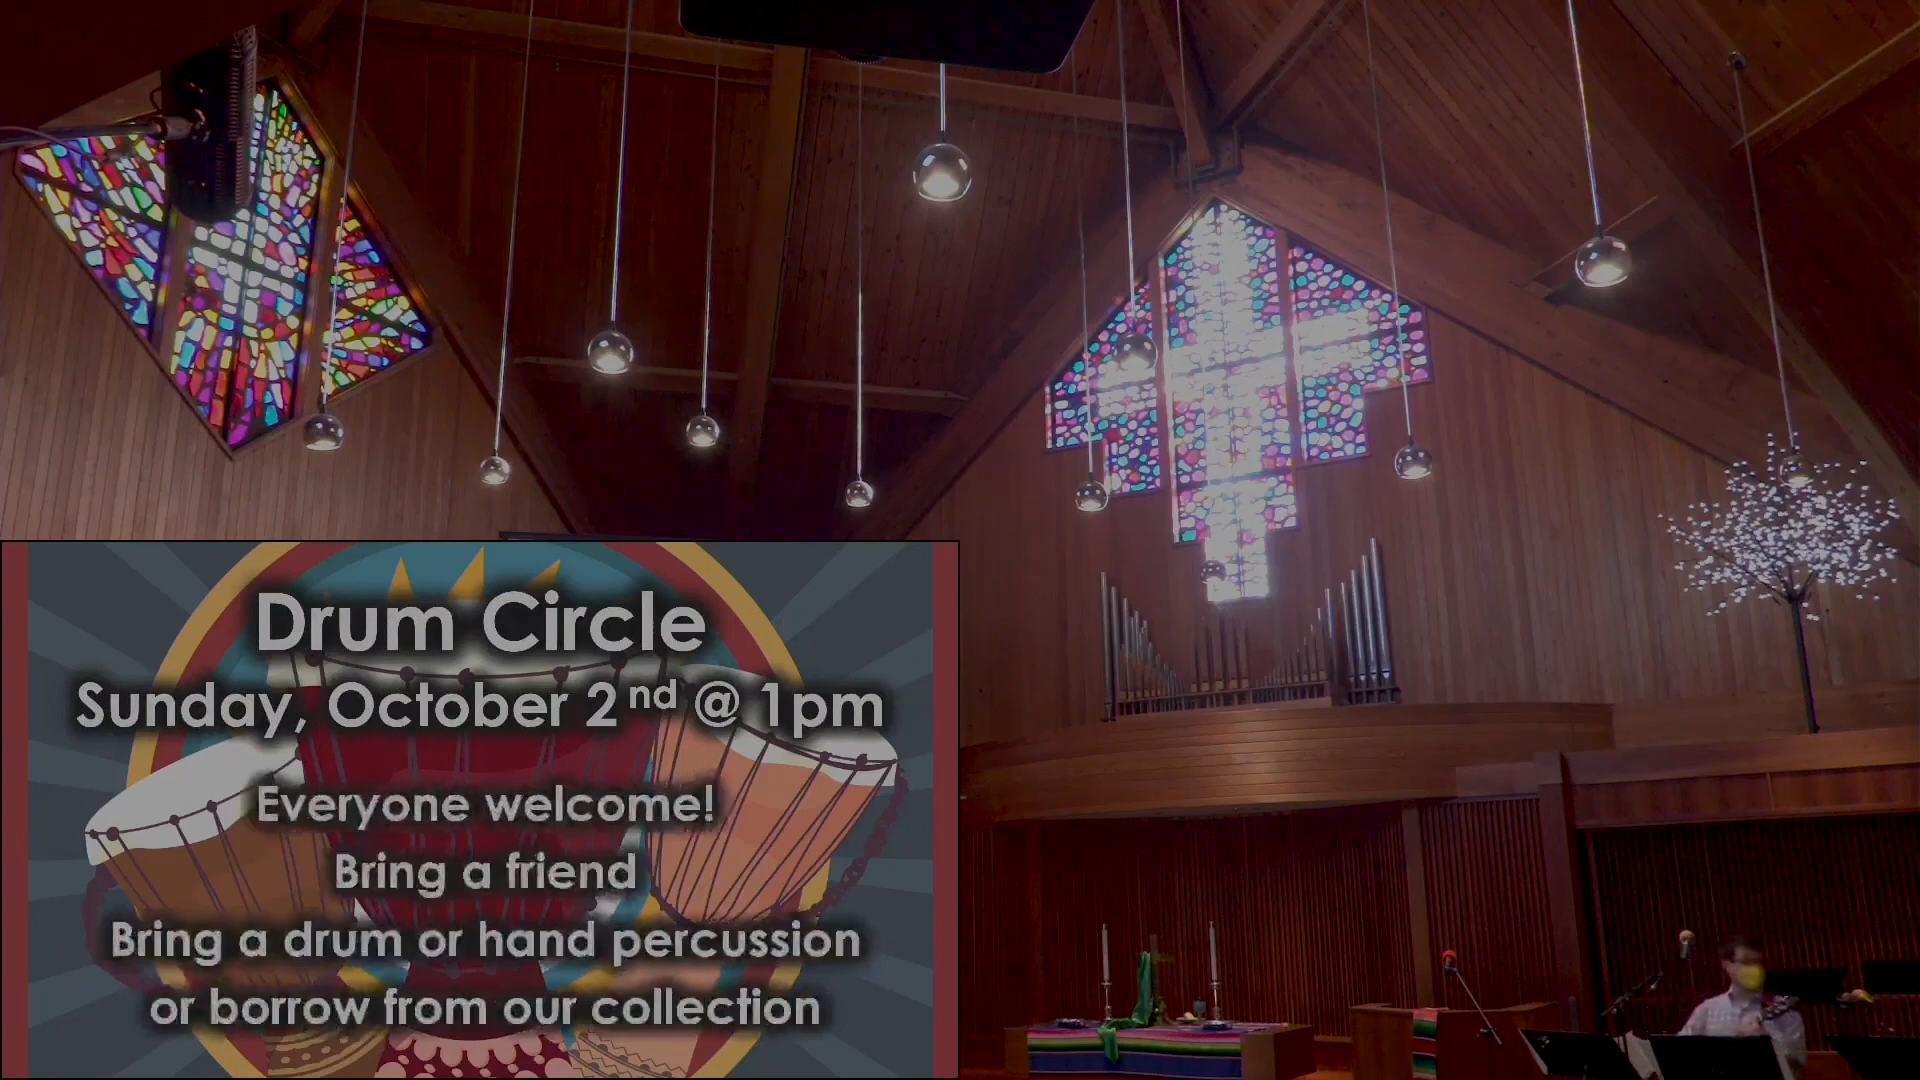 Drum Circle
Sunday, October 2nd @ 1pm
Everyone welcome!
Bring a friend
Bring a drum or hand percussion
or borrow from our collection